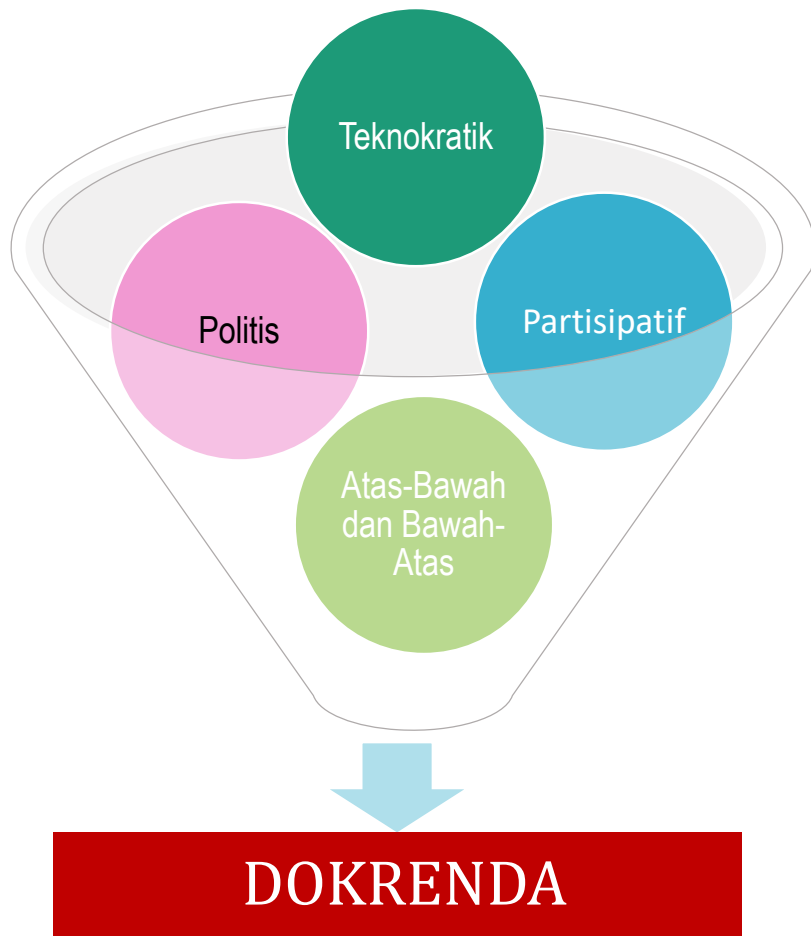 Teknokratik
Politis
Partisipatif
Atas-Bawah
dan Bawah-
Atas
DOKRENDA